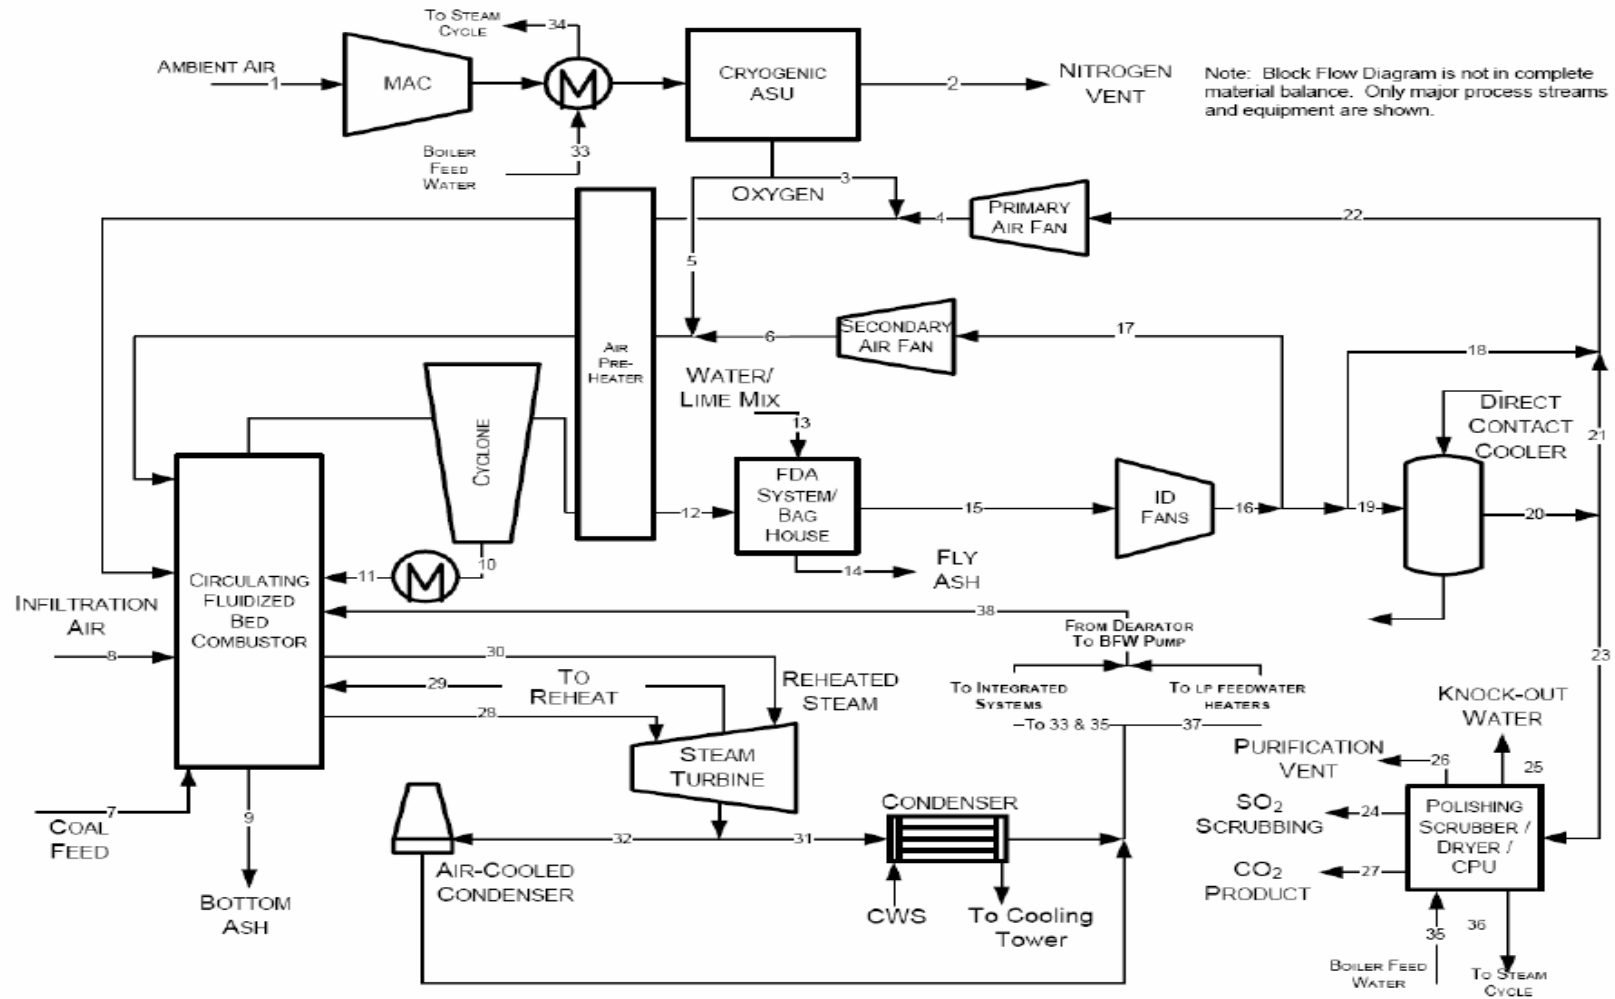 TO STEAM
CYCLE
34
AMBIENT AIR
1
MAC
M
CRYOGENIC
ASU
2
NITROGEN
VENT
Note: Block Flow Diagram is not in complete
material balance. Only major process streams
and equipment are shown.
BOILER
FEED
WATER
33
OXYGEN
3
4
PRIMARY
AIR FAN
22
5
6
SECONDARY
AIR FAN
17
18
AIR
PRE-
HEATER
WATER/
LIME MIX
13
CYCLONE
DIRECT
CONTACT
COOLER
21
FDA
SYSTEM/
BAG
HOUSE
12
15
ID
FANS
16
19
20
14
FLY
ASH
10
11
M
CIRCULATING
FLUIDIZED
BED
COMBUSTOR
INFILTRATION
AIR
8
38
FROM DEARATOR
TO BFW PUMP
23
30
29
TO
REHEAT
28
REHEATED
STEAM
TO INTEGRATED
SYSTEMS
TO LP FEEDWATER
HEATERS
TO 33 & 35
37
STEAM
TURBINE
KNOCK-OUT
WATER
25
PURIFICATION
VENT
26
SO2
SCRUBBING
24
POLISHING
SCRUBBER /
DRYER /
CPU
CO2
PRODUCT
27
7
COAL
FEED
9
BOTTOM
ASH
32
31
AIR-COOLED
CONDENSER
CONDENSER
CWS
To Cooling
Tower
35
36
BOILER FEED
WATER
TO STEAM
CYCLE